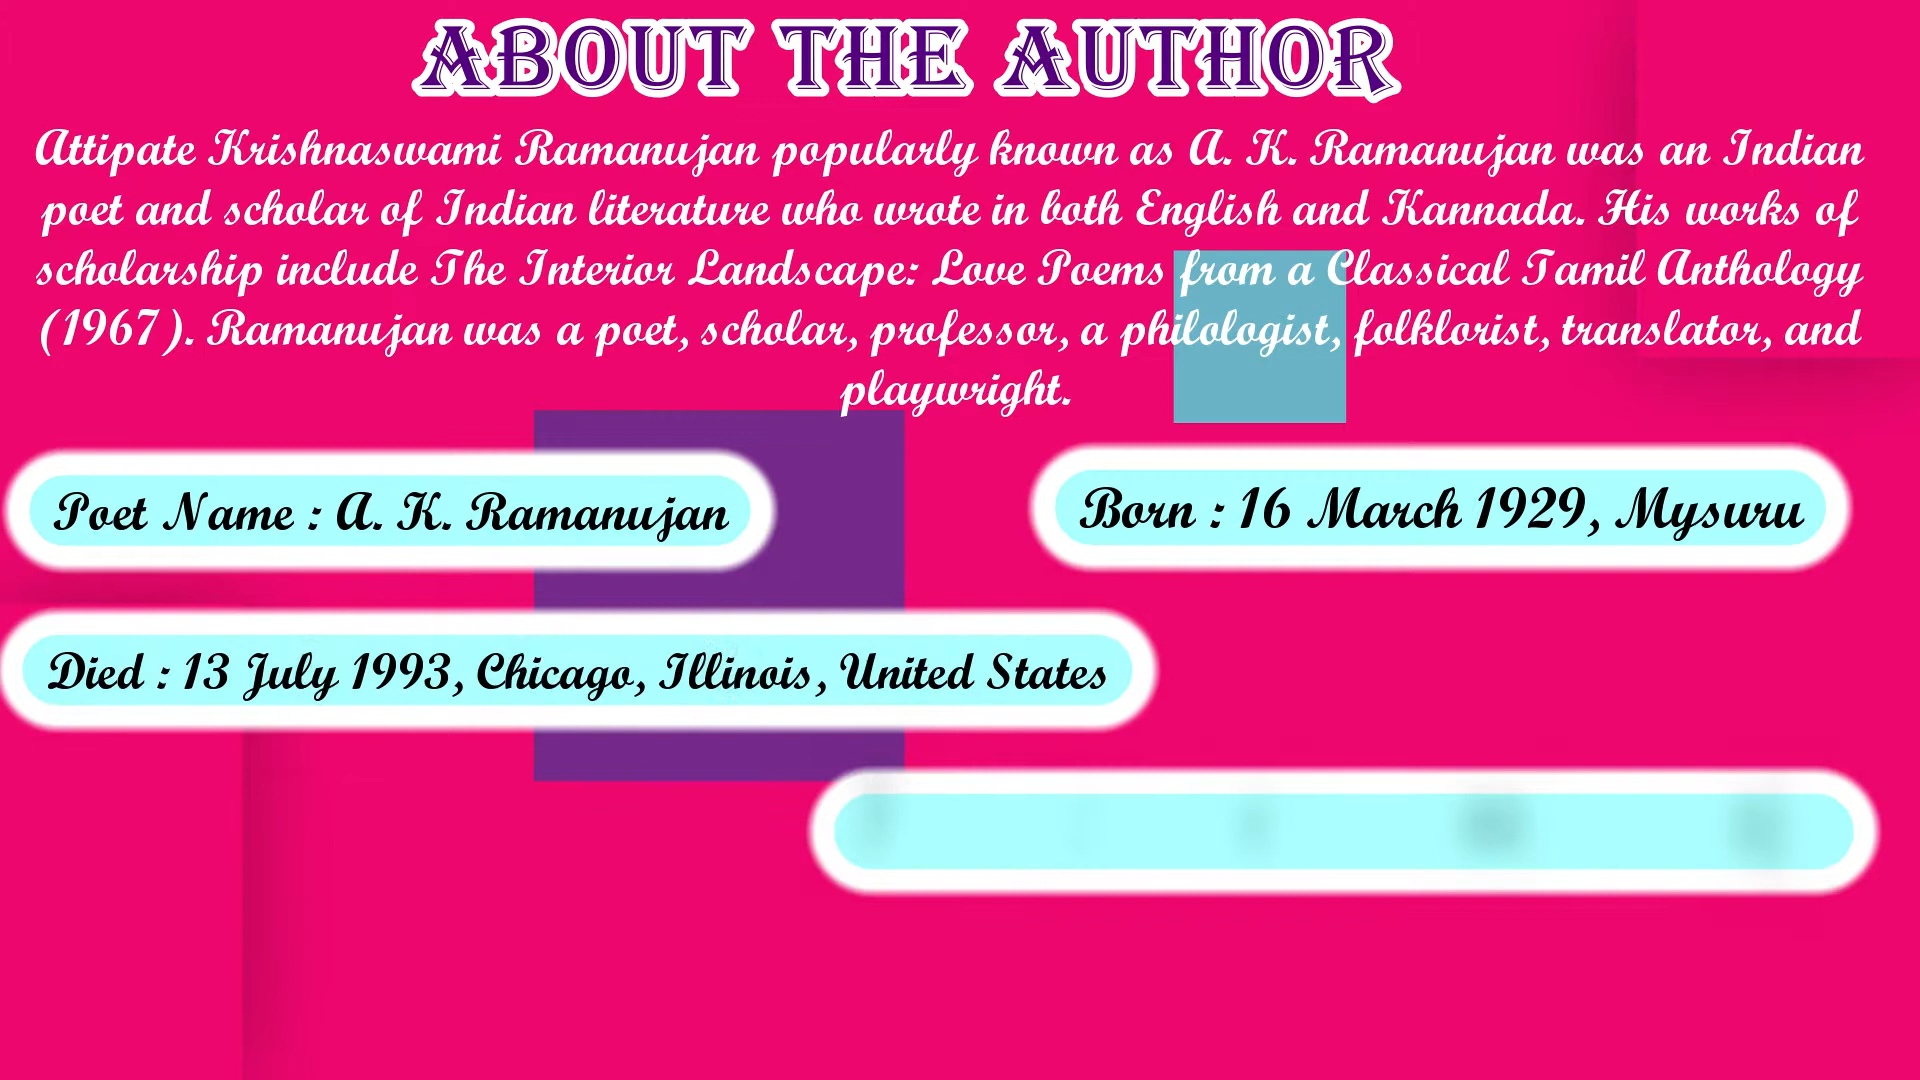 ABOUT THE AUTHOR
Attipate Krishnaswami Ramanujan popularly known as A. K. Ramanujan was an Indian
poet and scholar of Indian literature who wrote in both English and Kannada. His works of
scholarship include The Interior Landscape: Love Poems from a Classical Tamil Anthology
(1967). Ramanujan was a poet, scholar, professor, a philologist, folklorist, translator, and
playwright.
Poet Name : A. K. Ramanujan
Born : 16 March 1929, Mysuru
Died : 13 July 1993, Chicago, Illinois, United States